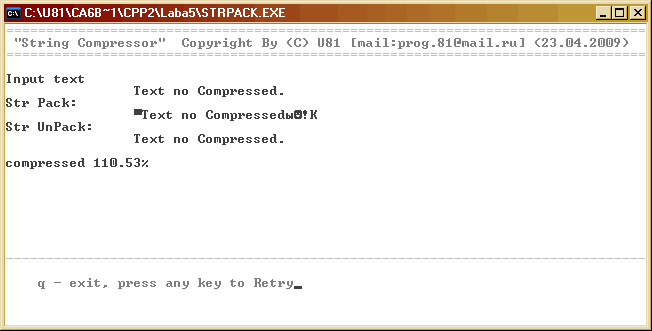 C:\U81\CA6B~1\CPP2\Laba5\STRPACK.EXE
"String Compressor" Copyright By (C) U81 [mail:prog.81@mail.ru] (23.04.2009)
Input text
Text no Compressed.
Str Pack:
▀Text no Compressedы◘!К
Str UnPack:
Text no Compressed.
compressed 110.53%
q - exit, press any key to Retry_